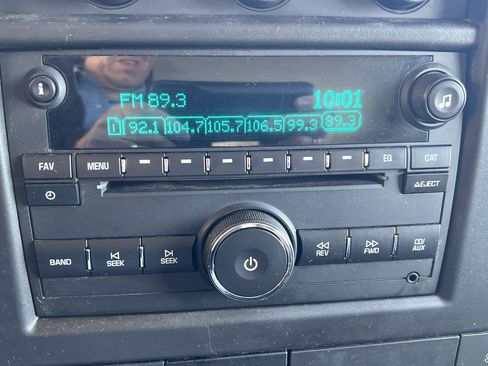 FM 89.3 10:01
1 92.1 104.7 105.7 106.5 99.3 89.3
FAV MENU EQ CAT
EJECT
BAND SEEK SEEK REV FWD CD/
AUX